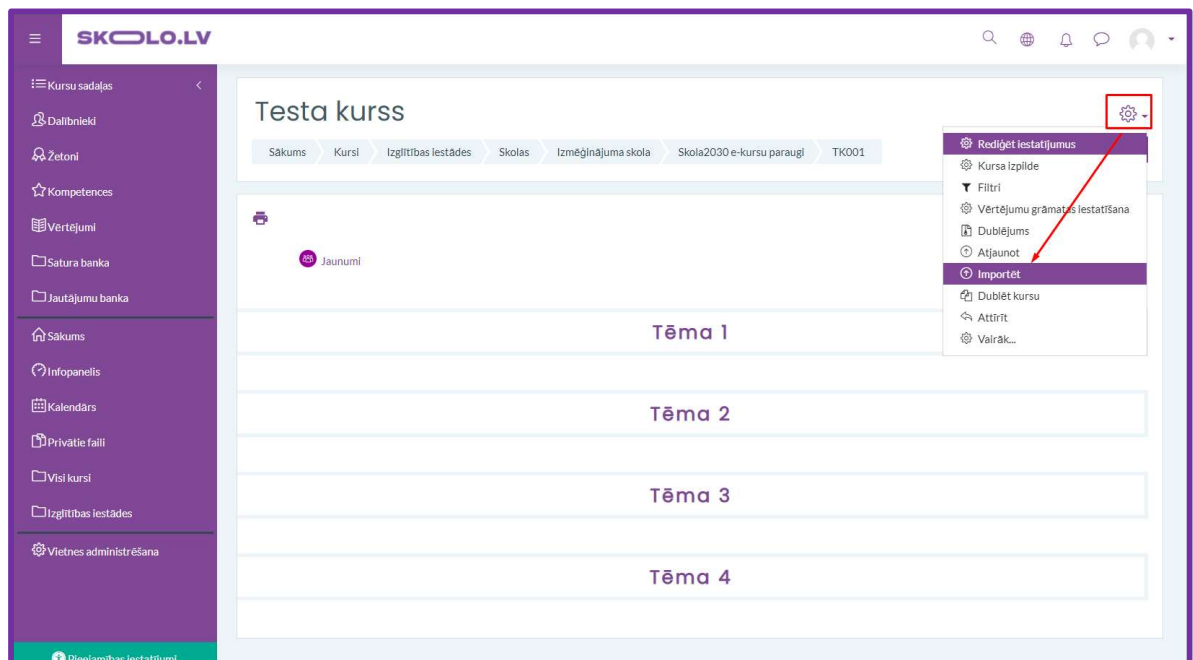 SKOLO.LV
Kursu sadaļas
Dalībnieki
Žetoni
Kompetences
Vērtējumi
Satura banka
Jautājumu banka
Sākums
Infopanelis
Kalendārs
Privātie faili
Visi kursi
Izglītības iestādes
Vietnes administrēšana
Pieejamības iestatījumi
Testa kurss
Sākums Kursi Izglītības iestādes Skolas Izmēģinājuma skola Skola2030 e-kursu paraugi TK001
Rediģēt iestatījumus
Kursa izpilde
Filtri
Vērtējumu grāmatas iestatīšana
Dublējums
Atjaunot
Importēt
Dublēt kursu
Attīrīt
Vairāk...
Jaunumi
Tēma 1
Tēma 2
Tēma 3
Tēma 4